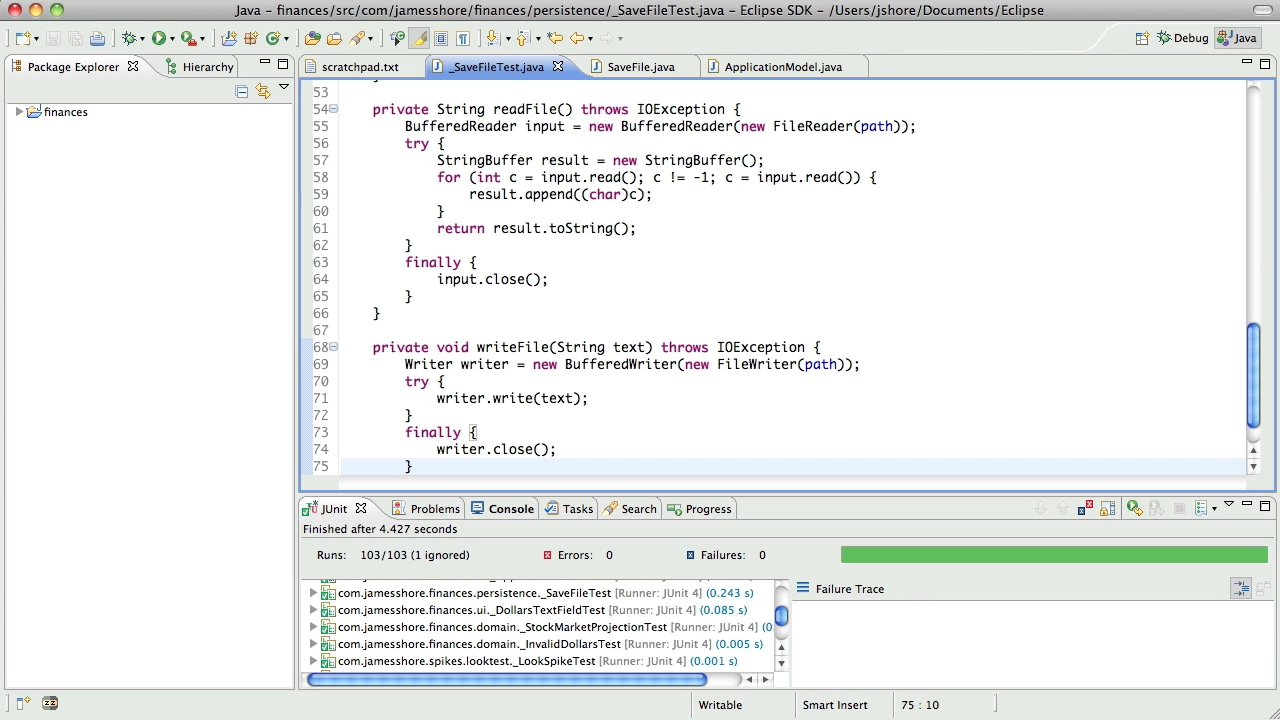 Java – finances/src/com/jamesshore/finances/persistence/_SaveFileTest.java – Eclipse SDK – /Users/jshore/Documents/Eclipse
Debug Java
Package Explorer Hierarchy
scratchpad.txt _SaveFileTest.java SaveFile.java ApplicationModel.java
finances
53
54 private String readFile() throws IOException {
55 BufferedReader input = new BufferedReader(new FileReader(path));
56 try {
57 StringBuffer result = new StringBuffer();
58 for (int c = input.read(); c != -1; c = input.read()) {
59 result.append((char)c);
60 }
61 return result.toString();
62 }
63 finally {
64 input.close();
65 }
66 }
67
68 private void writeFile(String text) throws IOException {
69 Writer writer = new BufferedWriter(new FileWriter(path));
70 try {
71 writer.write(text);
72 }
73 finally {
74 writer.close();
75 }
JUnit Problems Console Tasks Search Progress
Finished after 4.427 seconds
Runs: 103/103 (1 ignored) Errors: 0 Failures: 0
com.jamesshore.finances.persistence._SaveFileTest [Runner: JUnit 4] (0.243 s)
com.jamesshore.finances.ui._DollarsTextFieldTest [Runner: JUnit 4] (0.085 s)
com.jamesshore.finances.domain._StockMarketProjectionTest [Runner: JUnit 4] (0
com.jamesshore.finances.domain._InvalidDollarsTest [Runner: JUnit 4] (0.005 s)
com.jamesshore.spikes.looktest._LookSpikeTest [Runner: JUnit 4] (0.001 s)
Failure Trace
Writable Smart Insert 75 : 10